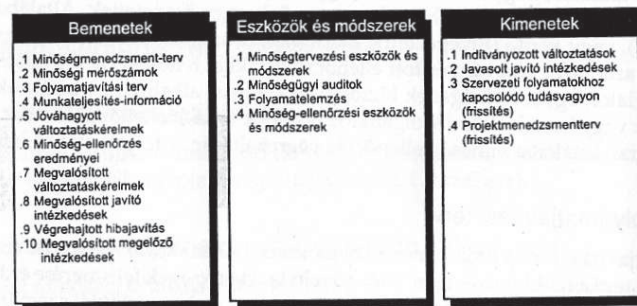 Bemenetek
.1 Minőségmenedzsment-terv
.2 Minőségi mérőszámok
.3 Folyamatjavítási terv
.4 Munkateljesítés-információ
.5 Jóváhagyott
változtatáskérelmek
.6 Minőség-ellenőrzés
eredményei
.7 Megvalósított
változtatáskérelmek
.8 Megvalósított javító
intézkedések
.9 Végrehajtott hibajavítás
.10 Megvalósított megelőző
intézkedések
Eszközök és módszerek
.1 Minőségtervezési eszközök és
módszerek
.2 Minőségügyi auditok
.3 Folyamatelemzés
.4 Minőség-ellenőrzési eszközök
és módszerek
Kimenetek
.1 Indítványozott változtatások
.2 Javasolt javító intézkedések
.3 Szervezeti folyamatokhoz
kapcsolódó tudásvagyon
(frissítés)
.4 Projektmenedzsmentterv
(frissítés)